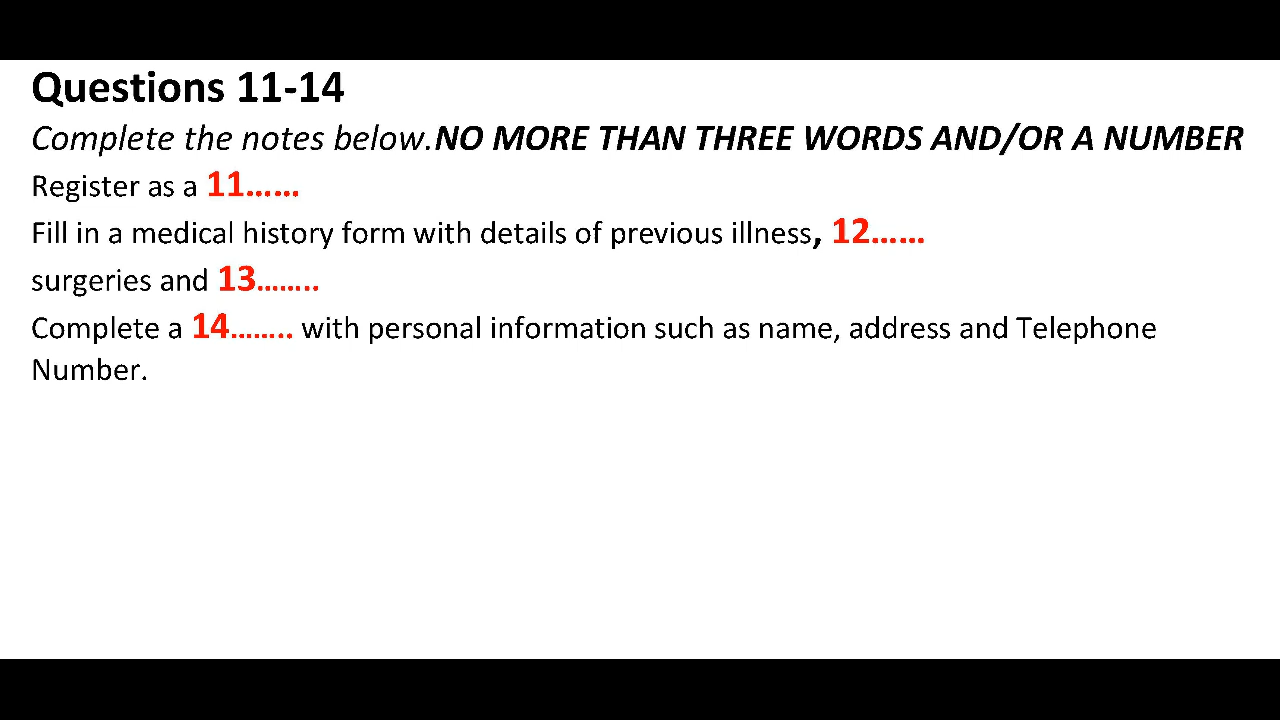 Questions 11-14
Complete the notes below.NO MORE THAN THREE WORDS AND/OR A NUMBER
Register as a 11......
Fill in a medical history form with details of previous illness, 12......
surgeries and 13........
Complete a 14........ with personal information such as name, address and Telephone
Number.